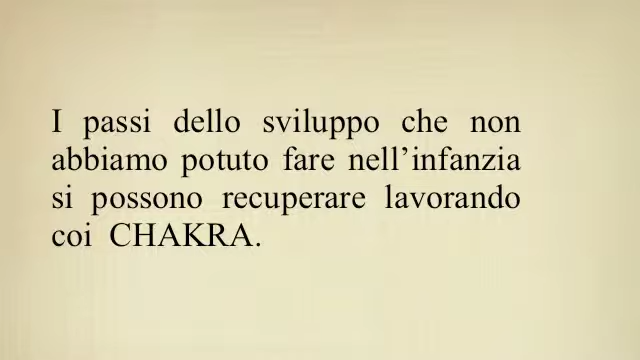 I passi dello sviluppo che non
abbiamo potuto fare nell’infanzia
si possono recuperare lavorando
coi CHAKRA.